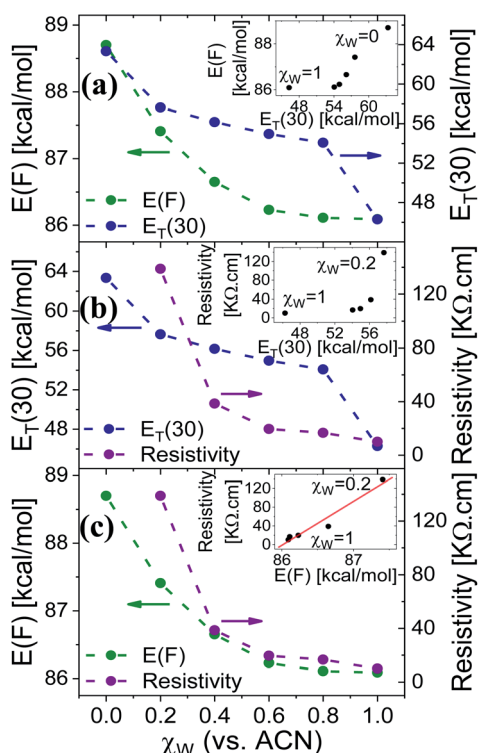 89
88
87
86
E(F) [kcal/mol]
(a)
E(F)
E_T(30)
64
60
56
52
48
E_T(30) [kcal/mol]
88
86
E(F)
[kcal/mol]
χ_W=0
χ_W=1
48 52 56 60
E_T(30) [kcal/mol]
64
60
56
52
48
E_T(30) [kcal/mol]
(b)
E_T(30)
Resistivity
120
80
40
0
Resistivity [KΩ.cm]
120
80
40
0
Resistivity
[KΩ.cm]
χ_W=0.2
χ_W=1
48 52 56
E_T(30) [kcal/mol]
89
88
87
86
E(F) [kcal/mol]
(c)
E(F)
Resistivity
120
80
40
0
Resistivity [KΩ.cm]
120
80
40
0
Resistivity
[KΩ.cm]
χ_W=0.2
χ_W=1
86 87
E(F) [kcal/mol]
0.0 0.2 0.4 0.6 0.8 1.0
χ_W (vs. ACN)